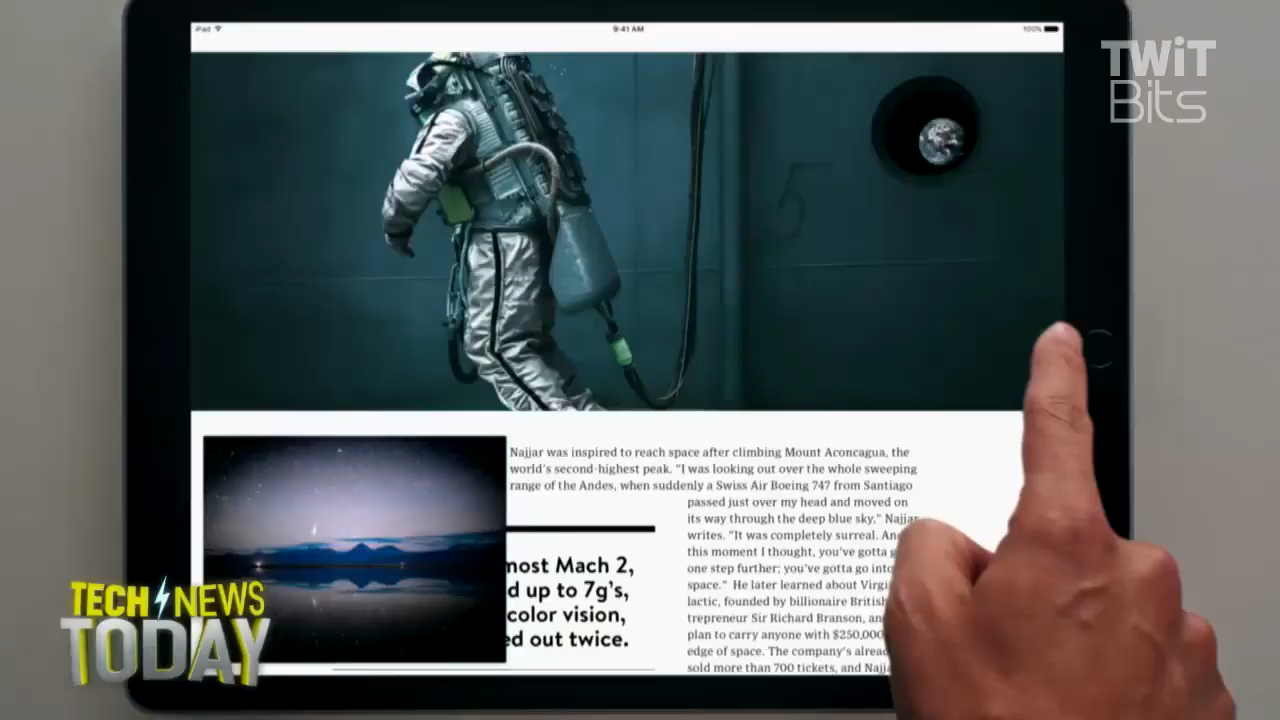 iPad
9:41 AM
100%
TWiT
Bits
5
Najjar was inspired to reach space after climbing Mount Aconcagua, the
world's second-highest peak. "I was looking out over the whole sweeping
range of the Andes, when suddenly a Swiss Air Boeing 747 from Santiago
passed just over my head and moved on
its way through the deep blue sky," Najjar
writes. "It was completely surreal. An
this moment I thought, you've gotta g
one step further; you've gotta go into
space." He later learned about Virgi
lactic, founded by billionaire British
trepreneur Sir Richard Branson, an
plan to carry anyone with $250,000
edge of space. The company's alrea
sold more than 700 tickets, and Najja
most Mach 2,
d up to 7g's,
color vision,
ed out twice.
TECH NEWS
TODAY